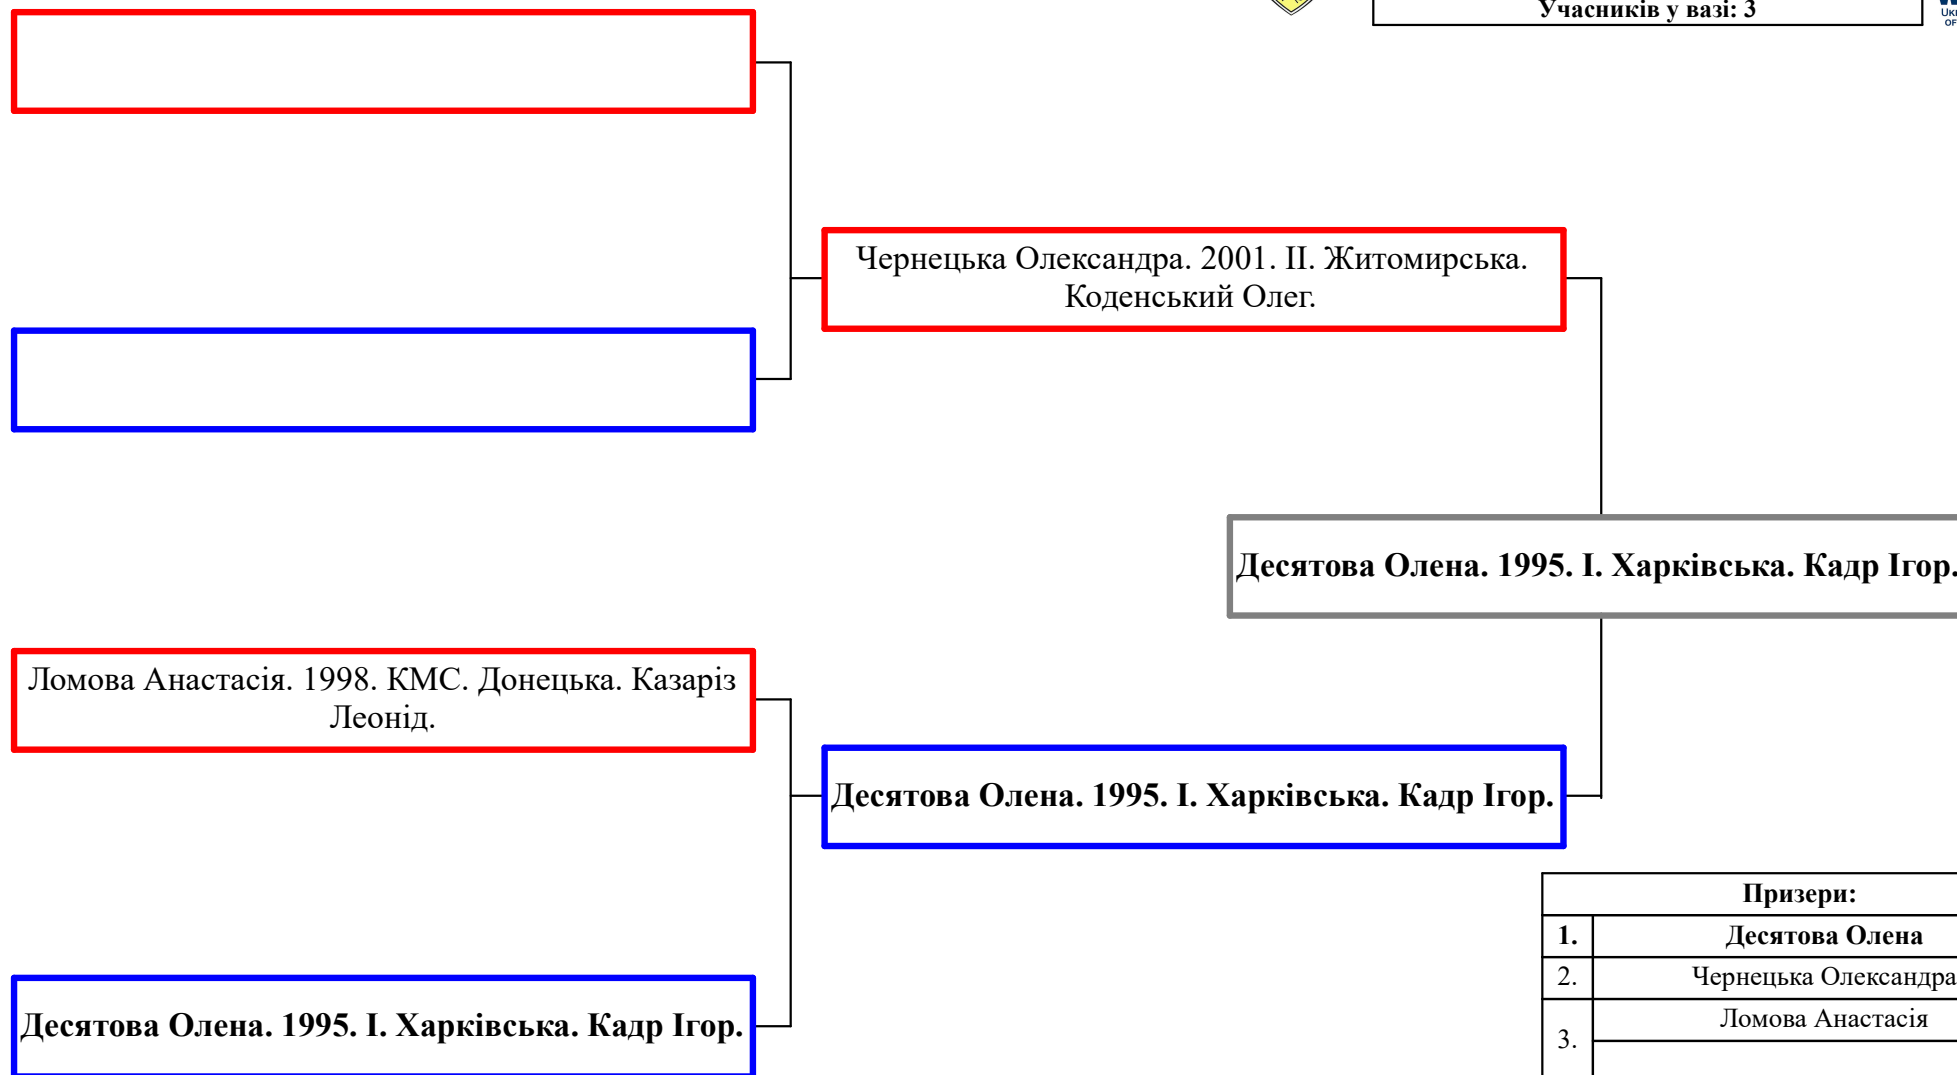 Учасників у вазі: 3
Чернецька Олександра. 2001. II. Житомирська.
Коденський Олег.
Десятова Олена. 1995. I. Харківська. Кадр Ігор.
Ломова Анастасія. 1998. КМС. Донецька. Казаріз
Леонід.
Десятова Олена. 1995. I. Харківська. Кадр Ігор.
Десятова Олена. 1995. I. Харківська. Кадр Ігор.
Призери:
1. Десятова Олена
2. Чернецька Олександра
3. Ломова Анастасія